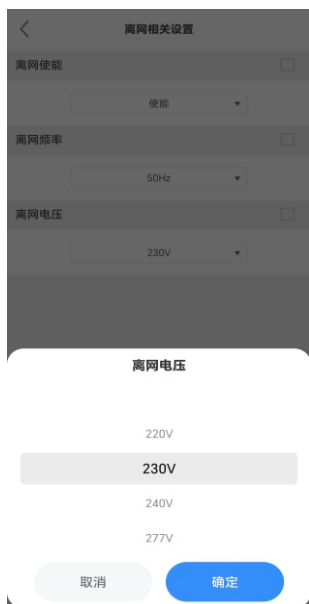 离网相关设置
离网使能
使能
离网频率
50Hz
离网电压
230V
离网电压
220V
230V
240V
277V
取消 确定